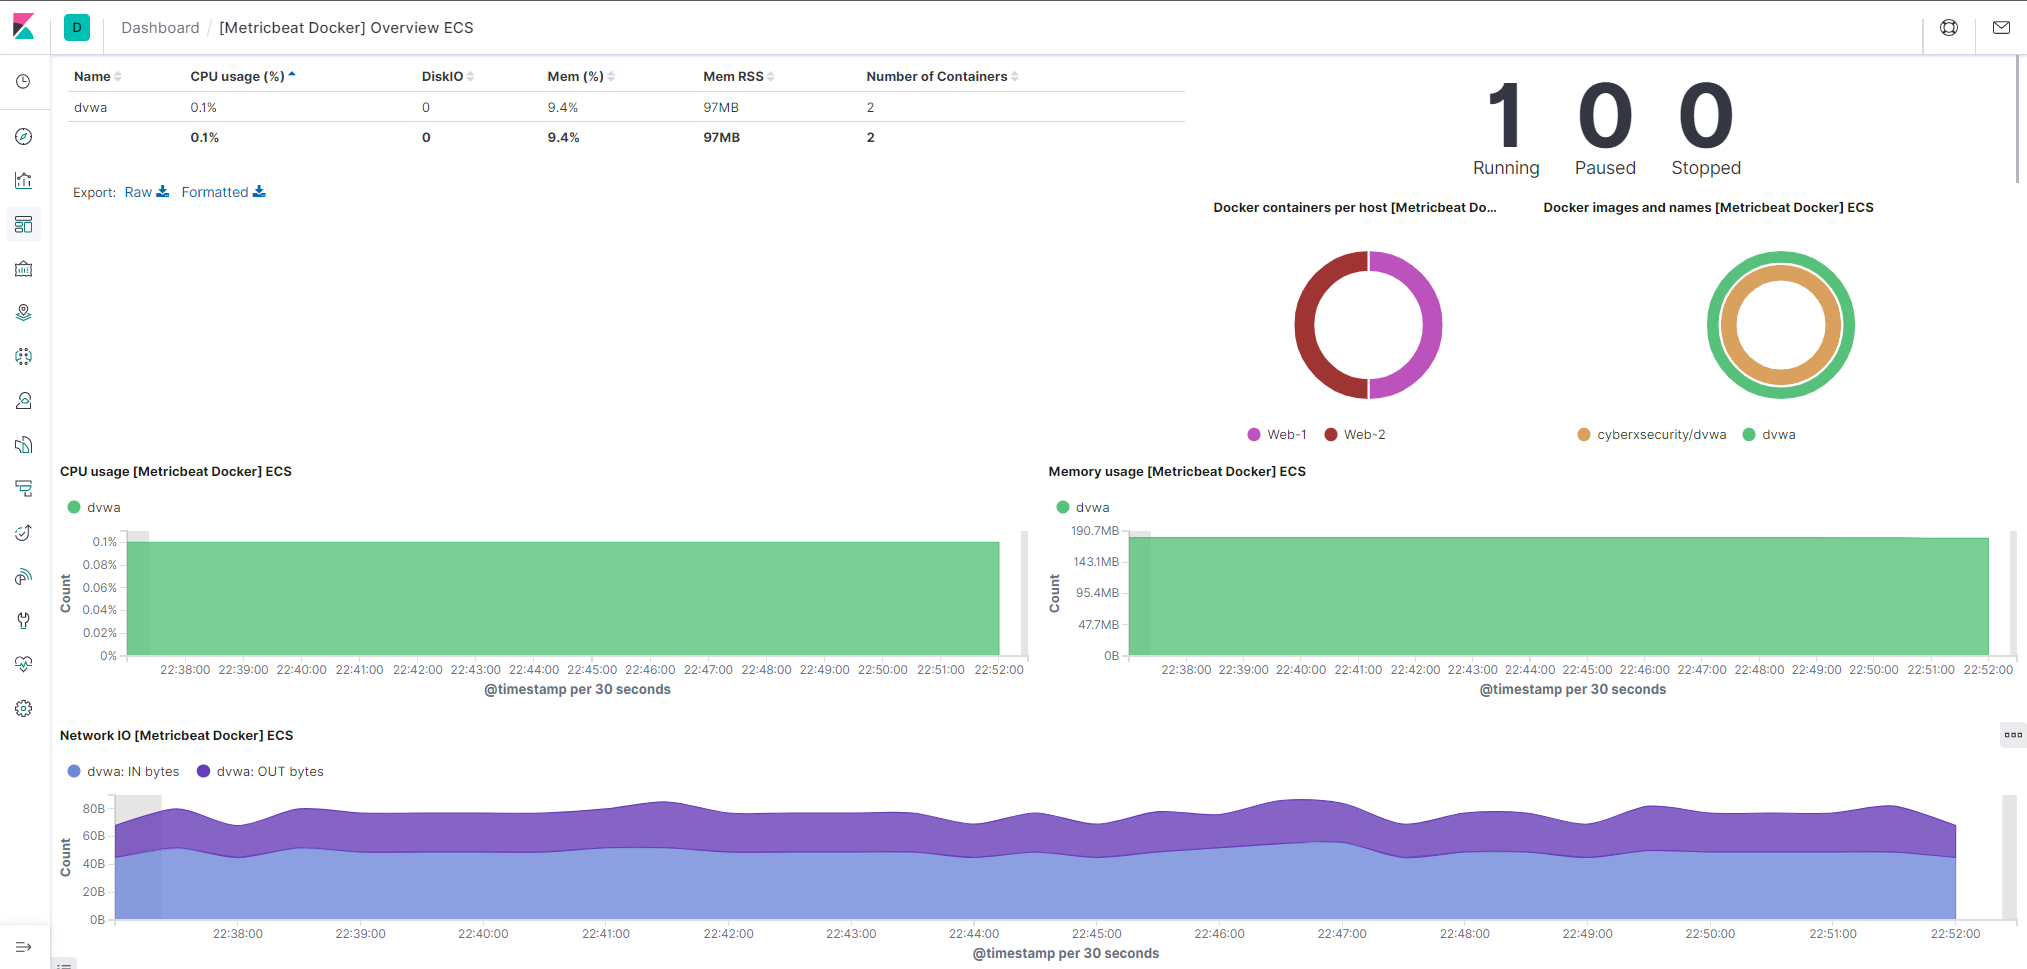 D Dashboard / [Metricbeat Docker] Overview ECS
Name CPU usage (%) DiskIO Mem (%) Mem RSS Number of Containers
dvwa 0.1% 0 9.4% 97MB 2
0.1% 0 9.4% 97MB 2
Export: Raw Formatted
1 0 0
Running Paused Stopped
Docker containers per host [Metricbeat Do...
Web-1 Web-2
Docker images and names [Metricbeat Docker] ECS
cyberxsecurity/dvwa dvwa
CPU usage [Metricbeat Docker] ECS
dvwa
0.1%
0.08%
0.06%
0.04%
0.02%
0%
Count
22:38:00 22:39:00 22:40:00 22:41:00 22:42:00 22:43:00 22:44:00 22:45:00 22:46:00 22:47:00 22:48:00 22:49:00 22:50:00 22:51:00 22:52:00
@timestamp per 30 seconds
Memory usage [Metricbeat Docker] ECS
dvwa
190.7MB
143.1MB
95.4MB
47.7MB
0B
Count
22:38:00 22:39:00 22:40:00 22:41:00 22:42:00 22:43:00 22:44:00 22:45:00 22:46:00 22:47:00 22:48:00 22:49:00 22:50:00 22:51:00 22:52:00
@timestamp per 30 seconds
Network IO [Metricbeat Docker] ECS
dvwa: IN bytes dvwa: OUT bytes
80B
60B
40B
20B
0B
Count
22:38:00 22:39:00 22:40:00 22:41:00 22:42:00 22:43:00 22:44:00 22:45:00 22:46:00 22:47:00 22:48:00 22:49:00 22:50:00 22:51:00 22:52:00
@timestamp per 30 seconds